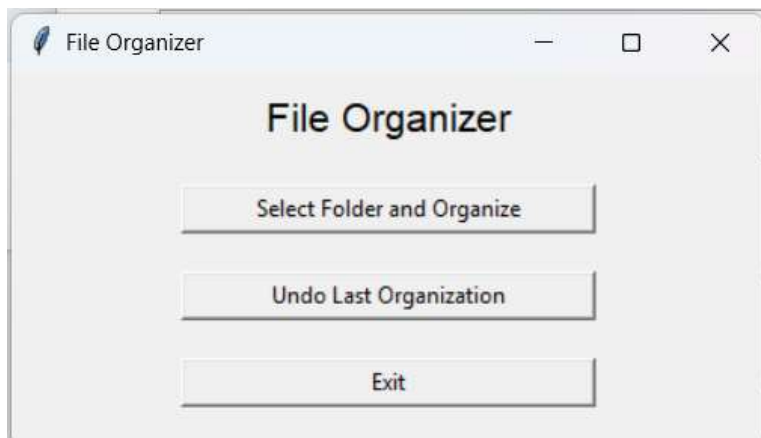 File Organizer
File Organizer
Select Folder and Organize
Undo Last Organization
Exit